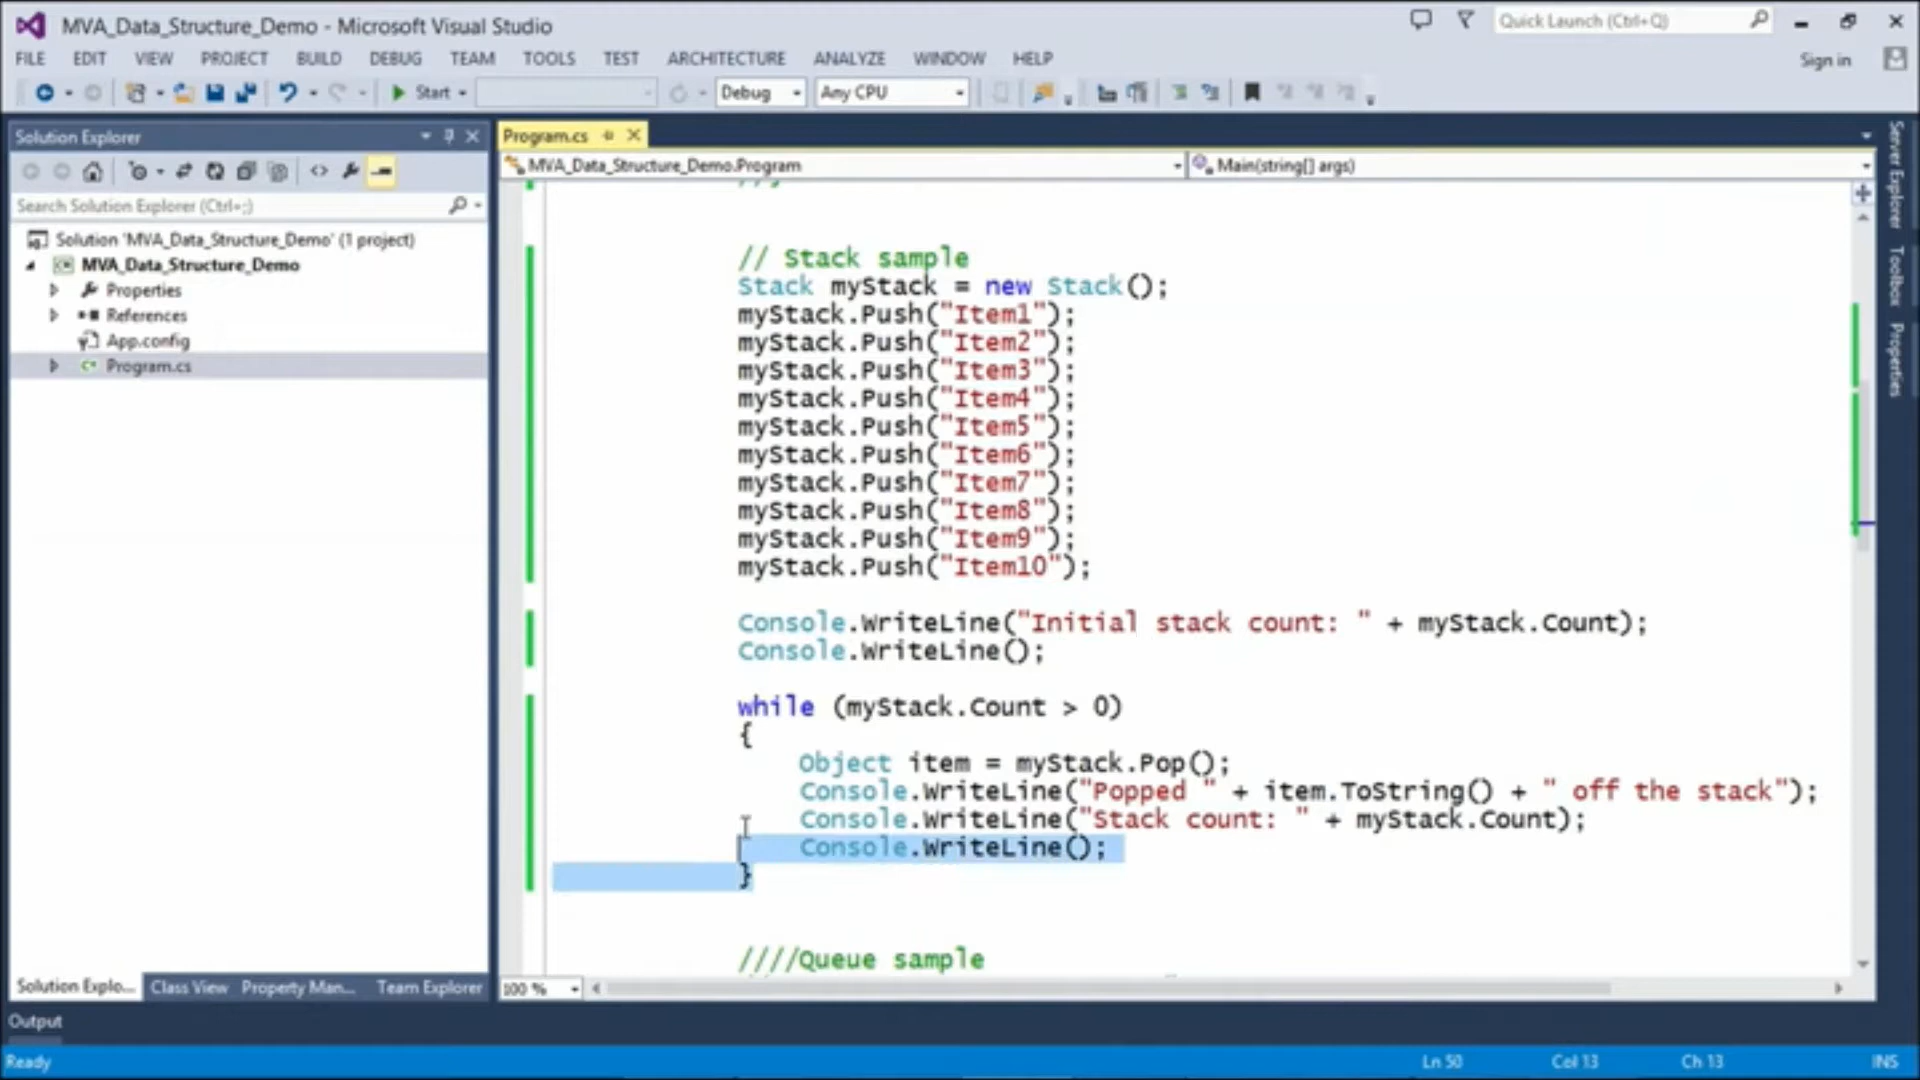 MVA_Data_Structure_Demo - Microsoft Visual Studio
Quick Launch (Ctrl+Q)
FILE EDIT VIEW PROJECT BUILD DEBUG TEAM TOOLS TEST ARCHITECTURE ANALYZE WINDOW HELP
Sign in
Start
Debug
Any CPU
Solution Explorer
Search Solution Explorer (Ctrl+;)
Solution 'MVA_Data_Structure_Demo' (1 project)
MVA_Data_Structure_Demo
Properties
References
App.config
Program.cs
Solution Explo... Class View Property Man... Team Explorer
Program.cs
MVA_Data_Structure_Demo.Program
Main(string[] args)
// Stack sample
Stack myStack = new Stack();
myStack.Push("Item1");
myStack.Push("Item2");
myStack.Push("Item3");
myStack.Push("Item4");
myStack.Push("Item5");
myStack.Push("Item6");
myStack.Push("Item7");
myStack.Push("Item8");
myStack.Push("Item9");
myStack.Push("Item10");
Console.WriteLine("Initial stack count: " + myStack.Count);
Console.WriteLine();
while (myStack.Count > 0)
{
Object item = myStack.Pop();
Console.WriteLine("Popped " + item.ToString() + " off the stack");
Console.WriteLine("Stack count: " + myStack.Count);
Console.WriteLine();
}
////Queue sample
100 %
Server Explorer
Toolbox
Properties
Output
Ready
Ln 50 Col 13 Ch 13 INS